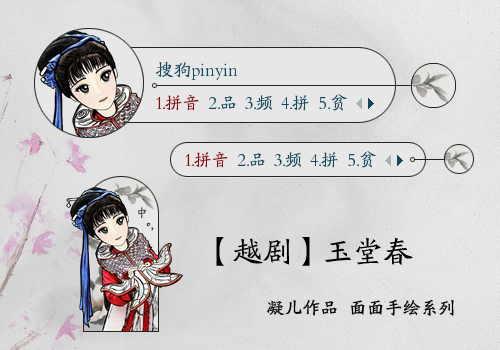 搜狗pinyin
1.拼音 2.品 3.频 4.拼 5.贫
1.拼音 2.品 3.频 4.拼 5.贫
中
。,
【越剧】玉堂春
凝儿作品 面面手绘系列